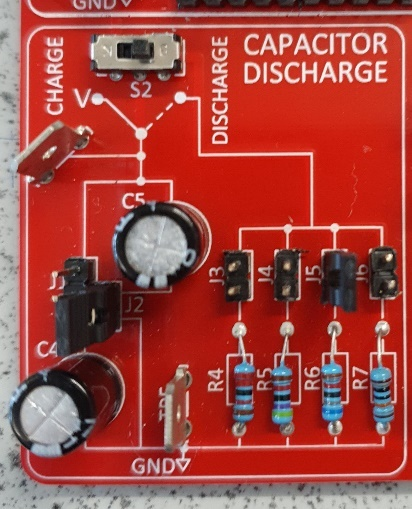 GND
CHARGE
DISCHARGE
CAPACITOR
DISCHARGE
S2
V
C5
J1
J2
J3
J4
J5
J6
C4
R4
R5
R6
R7
GND